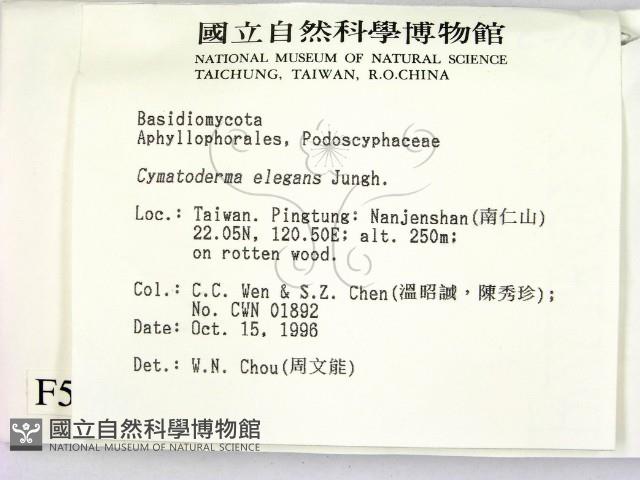 國立自然科學博物館
NATIONAL MUSEUM OF NATURAL SCIENCE
TAICHUNG, TAIWAN, R.O.CHINA
Basidiomycota
Aphyllophorales, Podoscyphaceae
Cymatoderma elegans Jungh.
Loc.: Taiwan. Pingtung: Nanjenshan(南仁山)
22.05N, 120.50E; alt. 250m;
on rotten wood.
Col.: C.C. Wen & S.Z. Chen(溫昭誠，陳秀珍);
No. CWN 01892
Date: Oct. 15, 1996
Det.: W.N. Chou(周文能)
F5
國立自然科學博物館
NATIONAL MUSEUM OF NATURAL SCIENCE